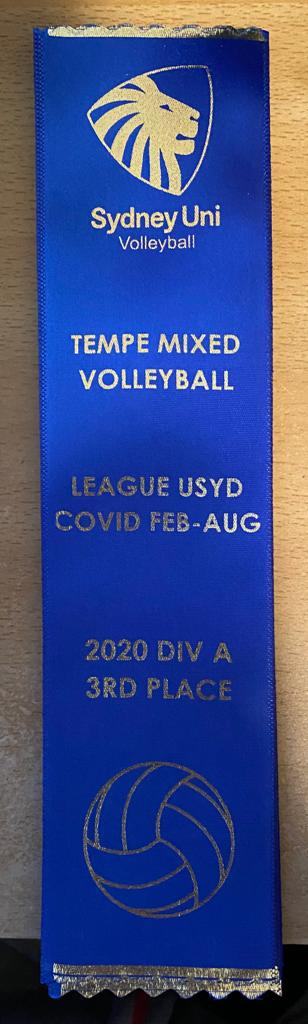 Sydney Uni
Volleyball
TEMPE MIXED
VOLLEYBALL
LEAGUE USYD
COVID FEB-AUG
2020 DIV A
3RD PLACE